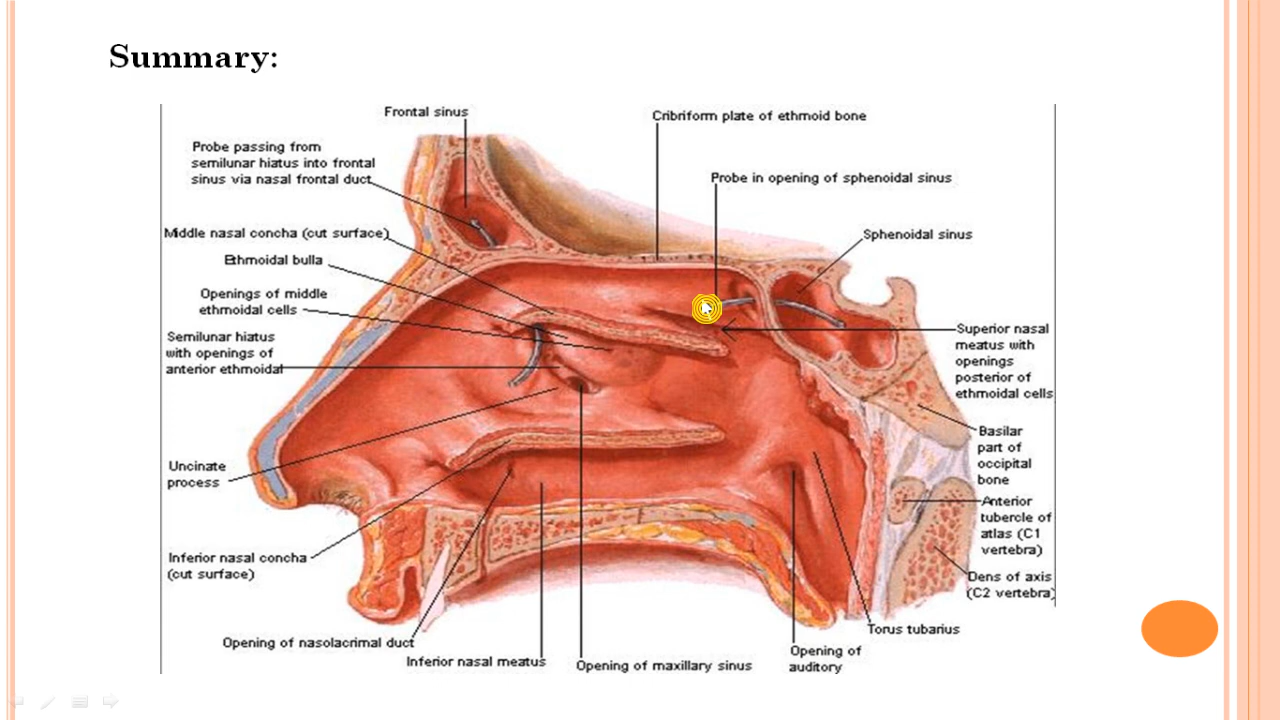 Summary:
Frontal sinus
Cribriform plate of ethmoid bone
Probe passing from
semilunar hiatus into frontal
sinus via nasal frontal duct
Probe in opening of sphenoidal sinus
Middle nasal concha (cut surface)
Sphenoidal sinus
Ethmoidal bulla
Openings of middle
ethmoidal cells
Semilunar hiatus
with openings of
anterior ethmoidal
Superior nasal
meatus with
openings
posterior of
ethmoidal cells
Basilar
part of
occipital
bone
Uncinate
process
Anterior
tubercle of
atlas (C1
vertebra)
Inferior nasal concha
(cut surface)
Dens of axis
(C2 vertebra)
Torus tubarius
Opening of nasolacrimal duct
Inferior nasal meatus
Opening of maxillary sinus
Opening of
auditory